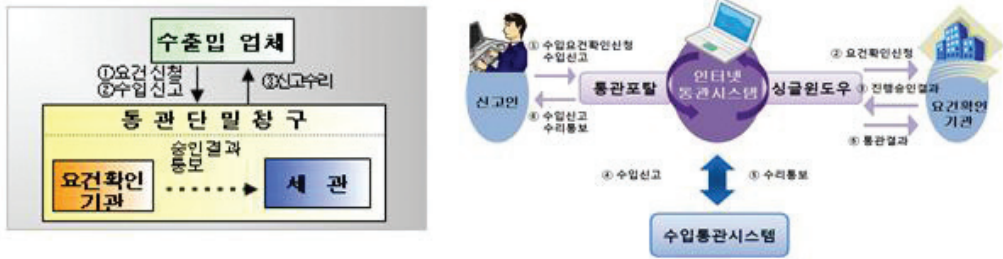 수출입 업체
①요건신청
②수입신고
③신고수리
통관단일창구
승인결과
통보
요건확인
기관
세 관
① 수입요건확인신청
수입신고
신고인
⑥ 수입신고
수리통보
통관포탈
인터넷
통관시스템
싱글윈도우
② 요건확인신청
③ 진행승인결과
⑥ 통관결과
요건확인
기관
④ 수입신고
⑤ 수리통보
수입통관시스템